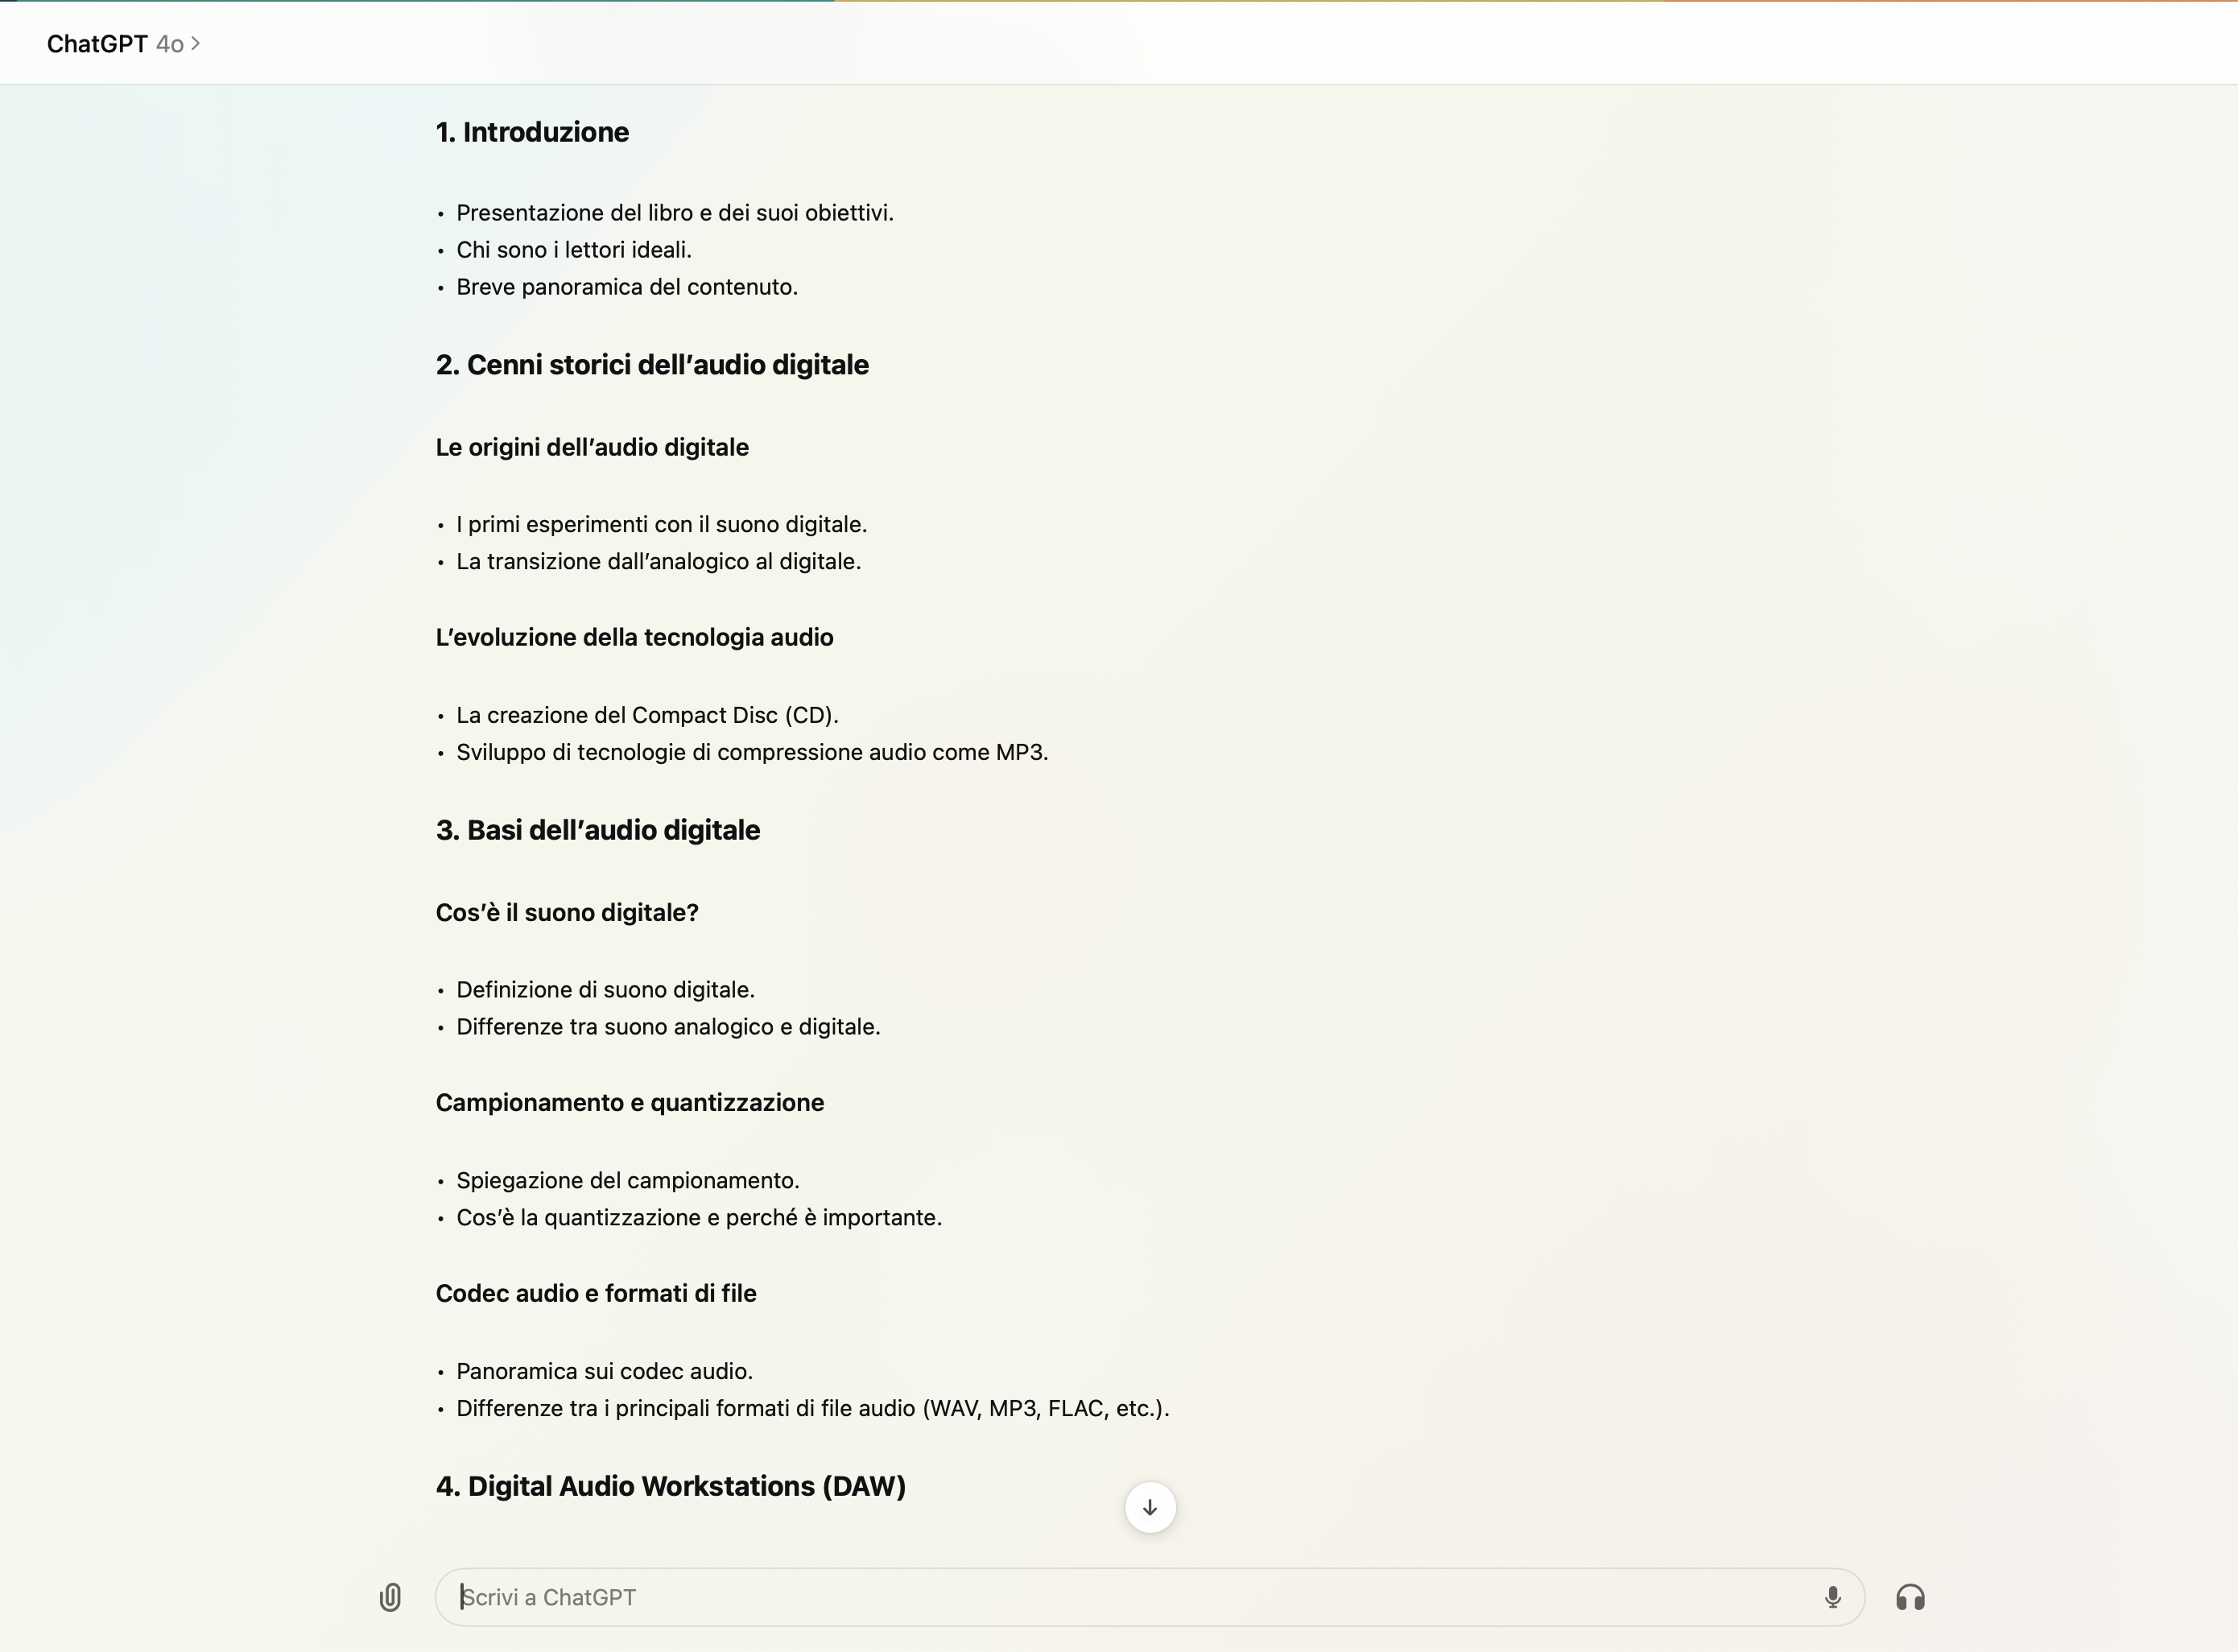 ChatGPT 4o >
1. Introduzione
• Presentazione del libro e dei suoi obiettivi.
• Chi sono i lettori ideali.
• Breve panoramica del contenuto.
2. Cenni storici dell’audio digitale
Le origini dell’audio digitale
• I primi esperimenti con il suono digitale.
• La transizione dall’analogico al digitale.
L’evoluzione della tecnologia audio
• La creazione del Compact Disc (CD).
• Sviluppo di tecnologie di compressione audio come MP3.
3. Basi dell’audio digitale
Cos’è il suono digitale?
• Definizione di suono digitale.
• Differenze tra suono analogico e digitale.
Campionamento e quantizzazione
• Spiegazione del campionamento.
• Cos’è la quantizzazione e perché è importante.
Codec audio e formati di file
• Panoramica sui codec audio.
• Differenze tra i principali formati di file audio (WAV, MP3, FLAC, etc.).
4. Digital Audio Workstations (DAW)
Scrivi a ChatGPT